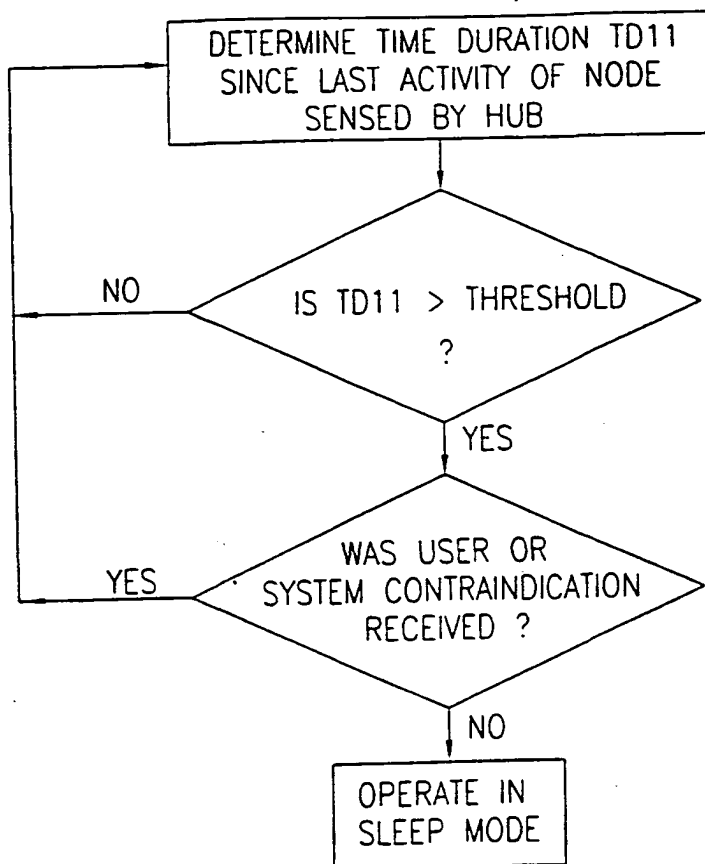 DETERMINE TIME DURATION TD11
SINCE LAST ACTIVITY OF NODE
SENSED BY HUB
NO
IS TD11 > THRESHOLD
?
YES
WAS USER OR
YES
SYSTEM CONTRAINDICATION
RECEIVED ?
NO
OPERATE IN
SLEEP MODE